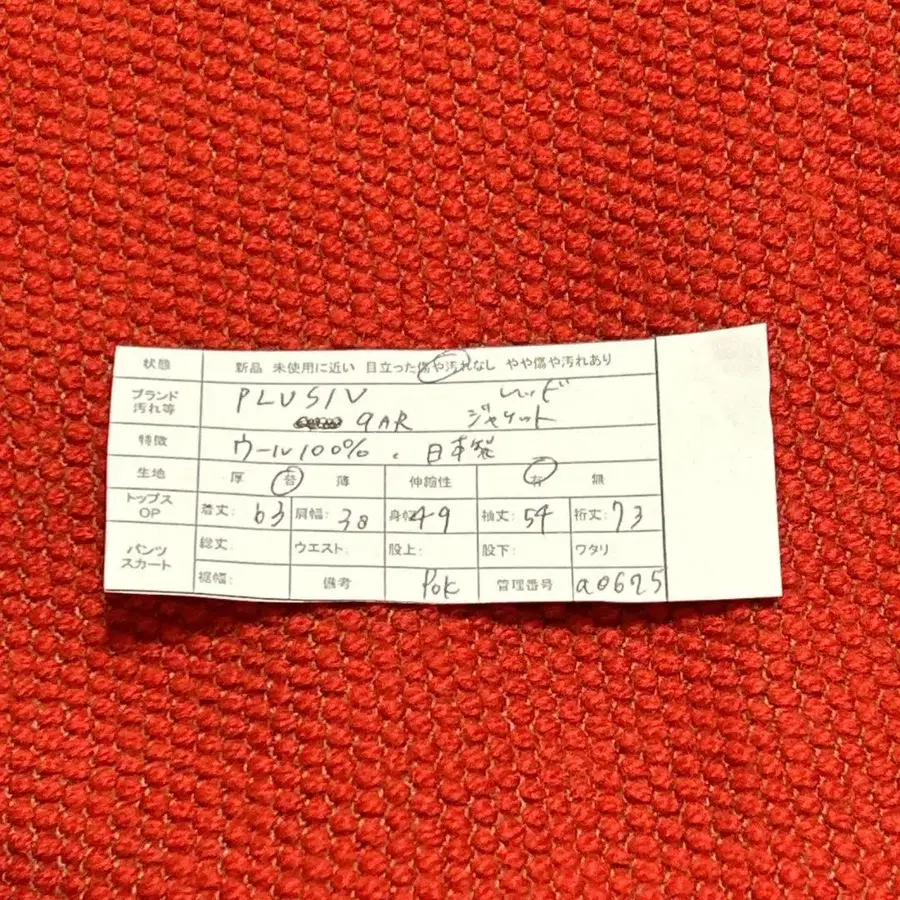 状態 新品 未使用に近い 目立った傷や汚れなし やや傷や汚れあり
ブランド 汚れ等 PLUSIV レッド
9AR ジャケット
特徴 ウール100%. 日本製
生地 厚 普 薄 伸縮性 有 無
トップス OP 着丈: 63 肩幅: 38 身幅 49 袖丈: 54 裄丈: 73
パンツ スカート 総丈: ウエスト: 股上: 股下: ワタリ
裾幅: 備考 Pok 管理番号 a0625